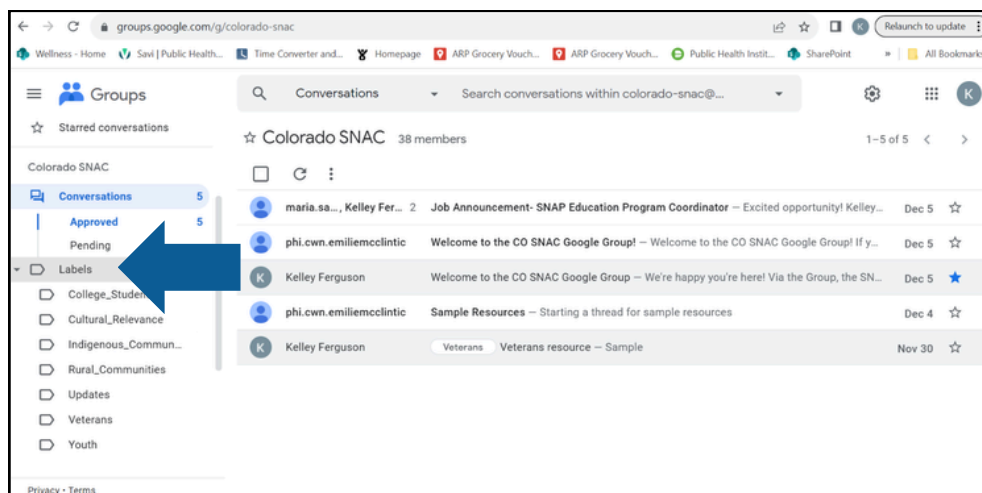 groups.google.com/g/colorado-snac
K
Relaunch to update
Wellness - Home
Savi | Public Health...
Time Converter and...
Homepage
ARP Grocery Vouch...
ARP Grocery Vouch...
Public Health Instit...
SharePoint
»
All Bookmarks
Groups
Conversations
Search conversations within colorado-snac@...
K
Starred conversations
Colorado SNAC 38 members
1–5 of 5
Colorado SNAC
Conversations 5
Approved 5
Pending
Labels
College_Studen
Cultural_Relevance
Indigenous_Commun...
Rural_Communities
Updates
Veterans
Youth
Privacy • Terms
maria.sa..., Kelley Fer... 2 Job Announcement- SNAP Education Program Coordinator – Excited opportunity! Kelley... Dec 5
phi.cwn.emiliemcclintic Welcome to the CO SNAC Google Group! – Welcome to the CO SNAC Google Group! If y... Dec 5
K Kelley Ferguson Welcome to the CO SNAC Google Group – We're happy you're here! Via the Group, the SN... Dec 5
phi.cwn.emiliemcclintic Sample Resources – Starting a thread for sample resources Dec 4
K Kelley Ferguson Veterans Veterans resource – Sample Nov 30